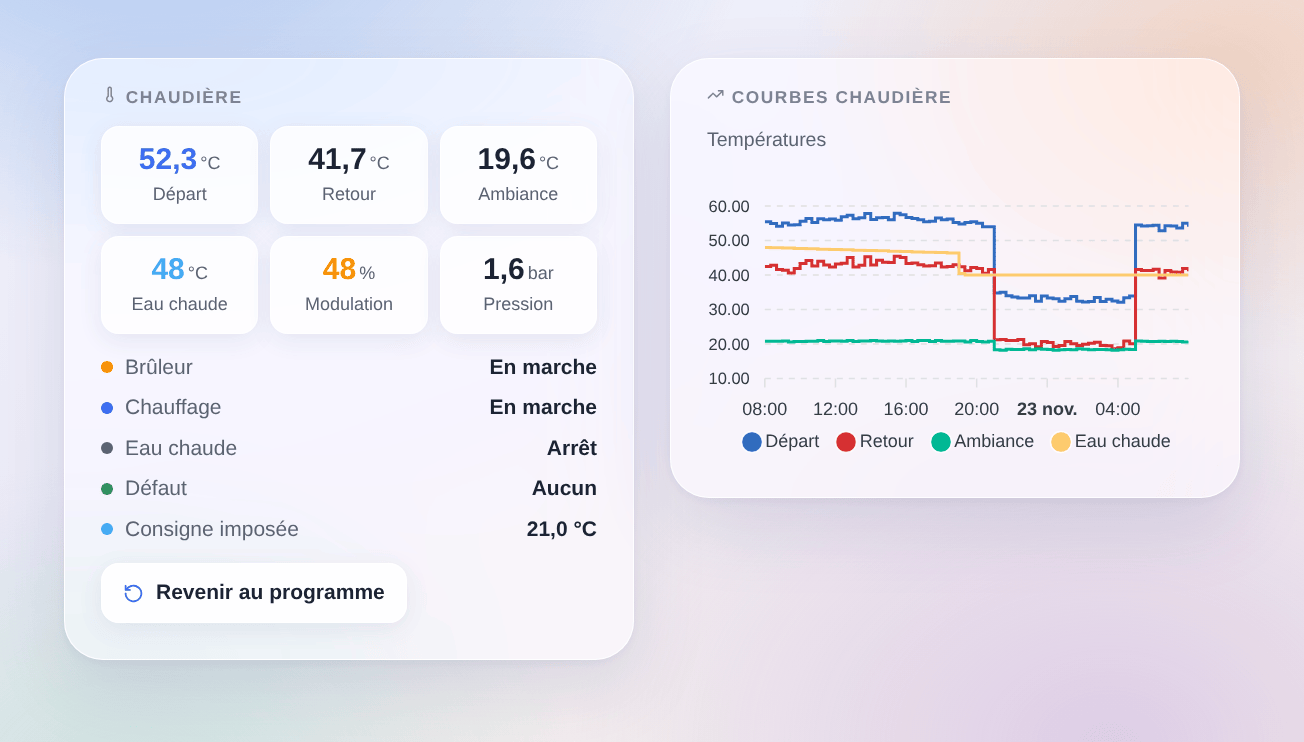 CHAUDIÈRE
52,3 °C
Départ
41,7 °C
Retour
19,6 °C
Ambiance
48 °C
Eau chaude
48 %
Modulation
1,6 bar
Pression
Brûleur En marche
Chauffage En marche
Eau chaude Arrêt
Défaut Aucun
Consigne imposée 21,0 °C
Revenir au programme
COURBES CHAUDIÈRE
Températures
60.00
50.00
40.00
30.00
20.00
10.00
08:00 12:00 16:00 20:00 23 nov. 04:00
Départ Retour Ambiance Eau chaude